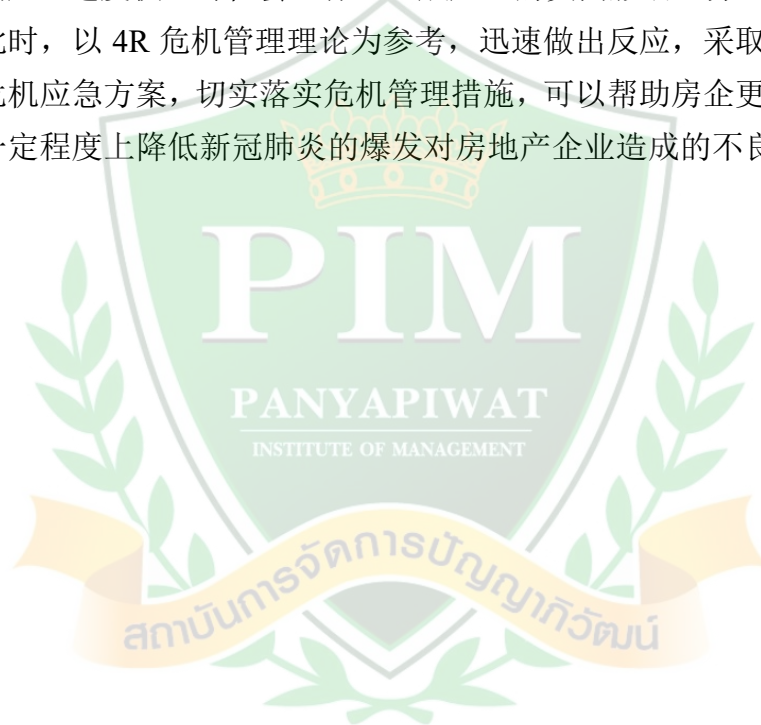 此时，以 4R 危机管理理论为参考，迅速做出反应，采取
危机应急方案，切实落实危机管理措施，可以帮助房企更
一定程度上降低新冠肺炎的爆发对房地产企业造成的不良
PIM
PANYAPIWAT
INSTITUTE OF MANAGEMENT
สถาบันการจัดการปัญญาภิวัฒน์